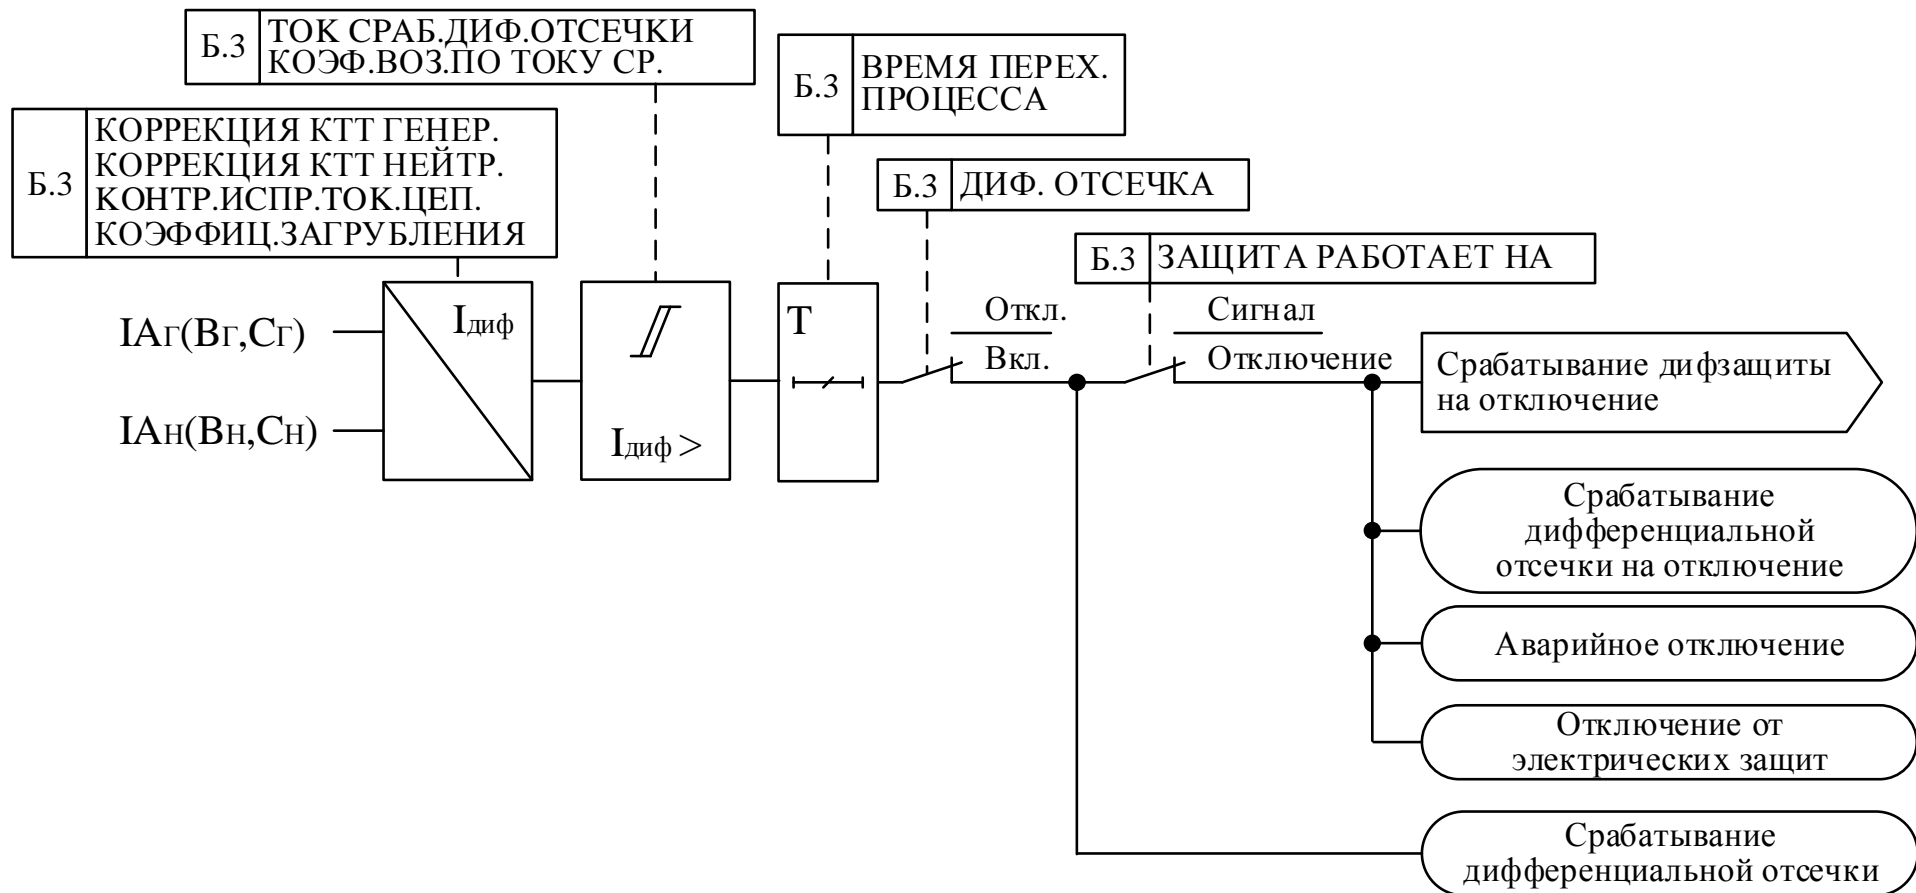 Б.3
ТОК СРАБ.ДИФ.ОТСЕЧКИ
КОЭФ.ВОЗ.ПО ТОКУ СР.
Б.3
ВРЕМЯ ПЕРЕХ.
ПРОЦЕССА
Б.3
КОРРЕКЦИЯ КТТ ГЕНЕР.
КОРРЕКЦИЯ КТТ НЕЙТР.
КОНТР.ИСПР.ТОК.ЦЕП.
КОЭФФИЦ.ЗАГРУБЛЕНИЯ
Б.3
ДИФ. ОТСЕЧКА
Б.3
ЗАЩИТА РАБОТАЕТ НА
IAГ(ВГ,СГ)
IAН(ВН,СН)
Iдиф
Iдиф >
T
Откл.
Вкл.
Сигнал
Отключение
Срабатывание дифзащиты
на отключение
Срабатывание
дифференциальной
отсечки на отключение
Аварийное отключение
Отключение от
электрических защит
Срабатывание
дифференциальной отсечки